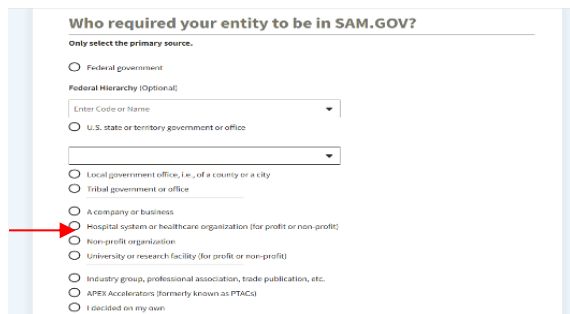 Who required your entity to be in SAM.GOV?
Only select the primary source.
Federal government
Federal Hierarchy (Optional)
Enter Code or Name
U.S. state or territory government or office
Local government office, i.e., of a county or a city
Tribal government or office
A company or business
Hospital system or healthcare organization (for profit or non-profit)
Non-profit organization
University or research facility (for profit or non-profit)
Industry group, professional association, trade publication, etc.
APEX Accelerators (formerly known as PTACs)
I decided on my own